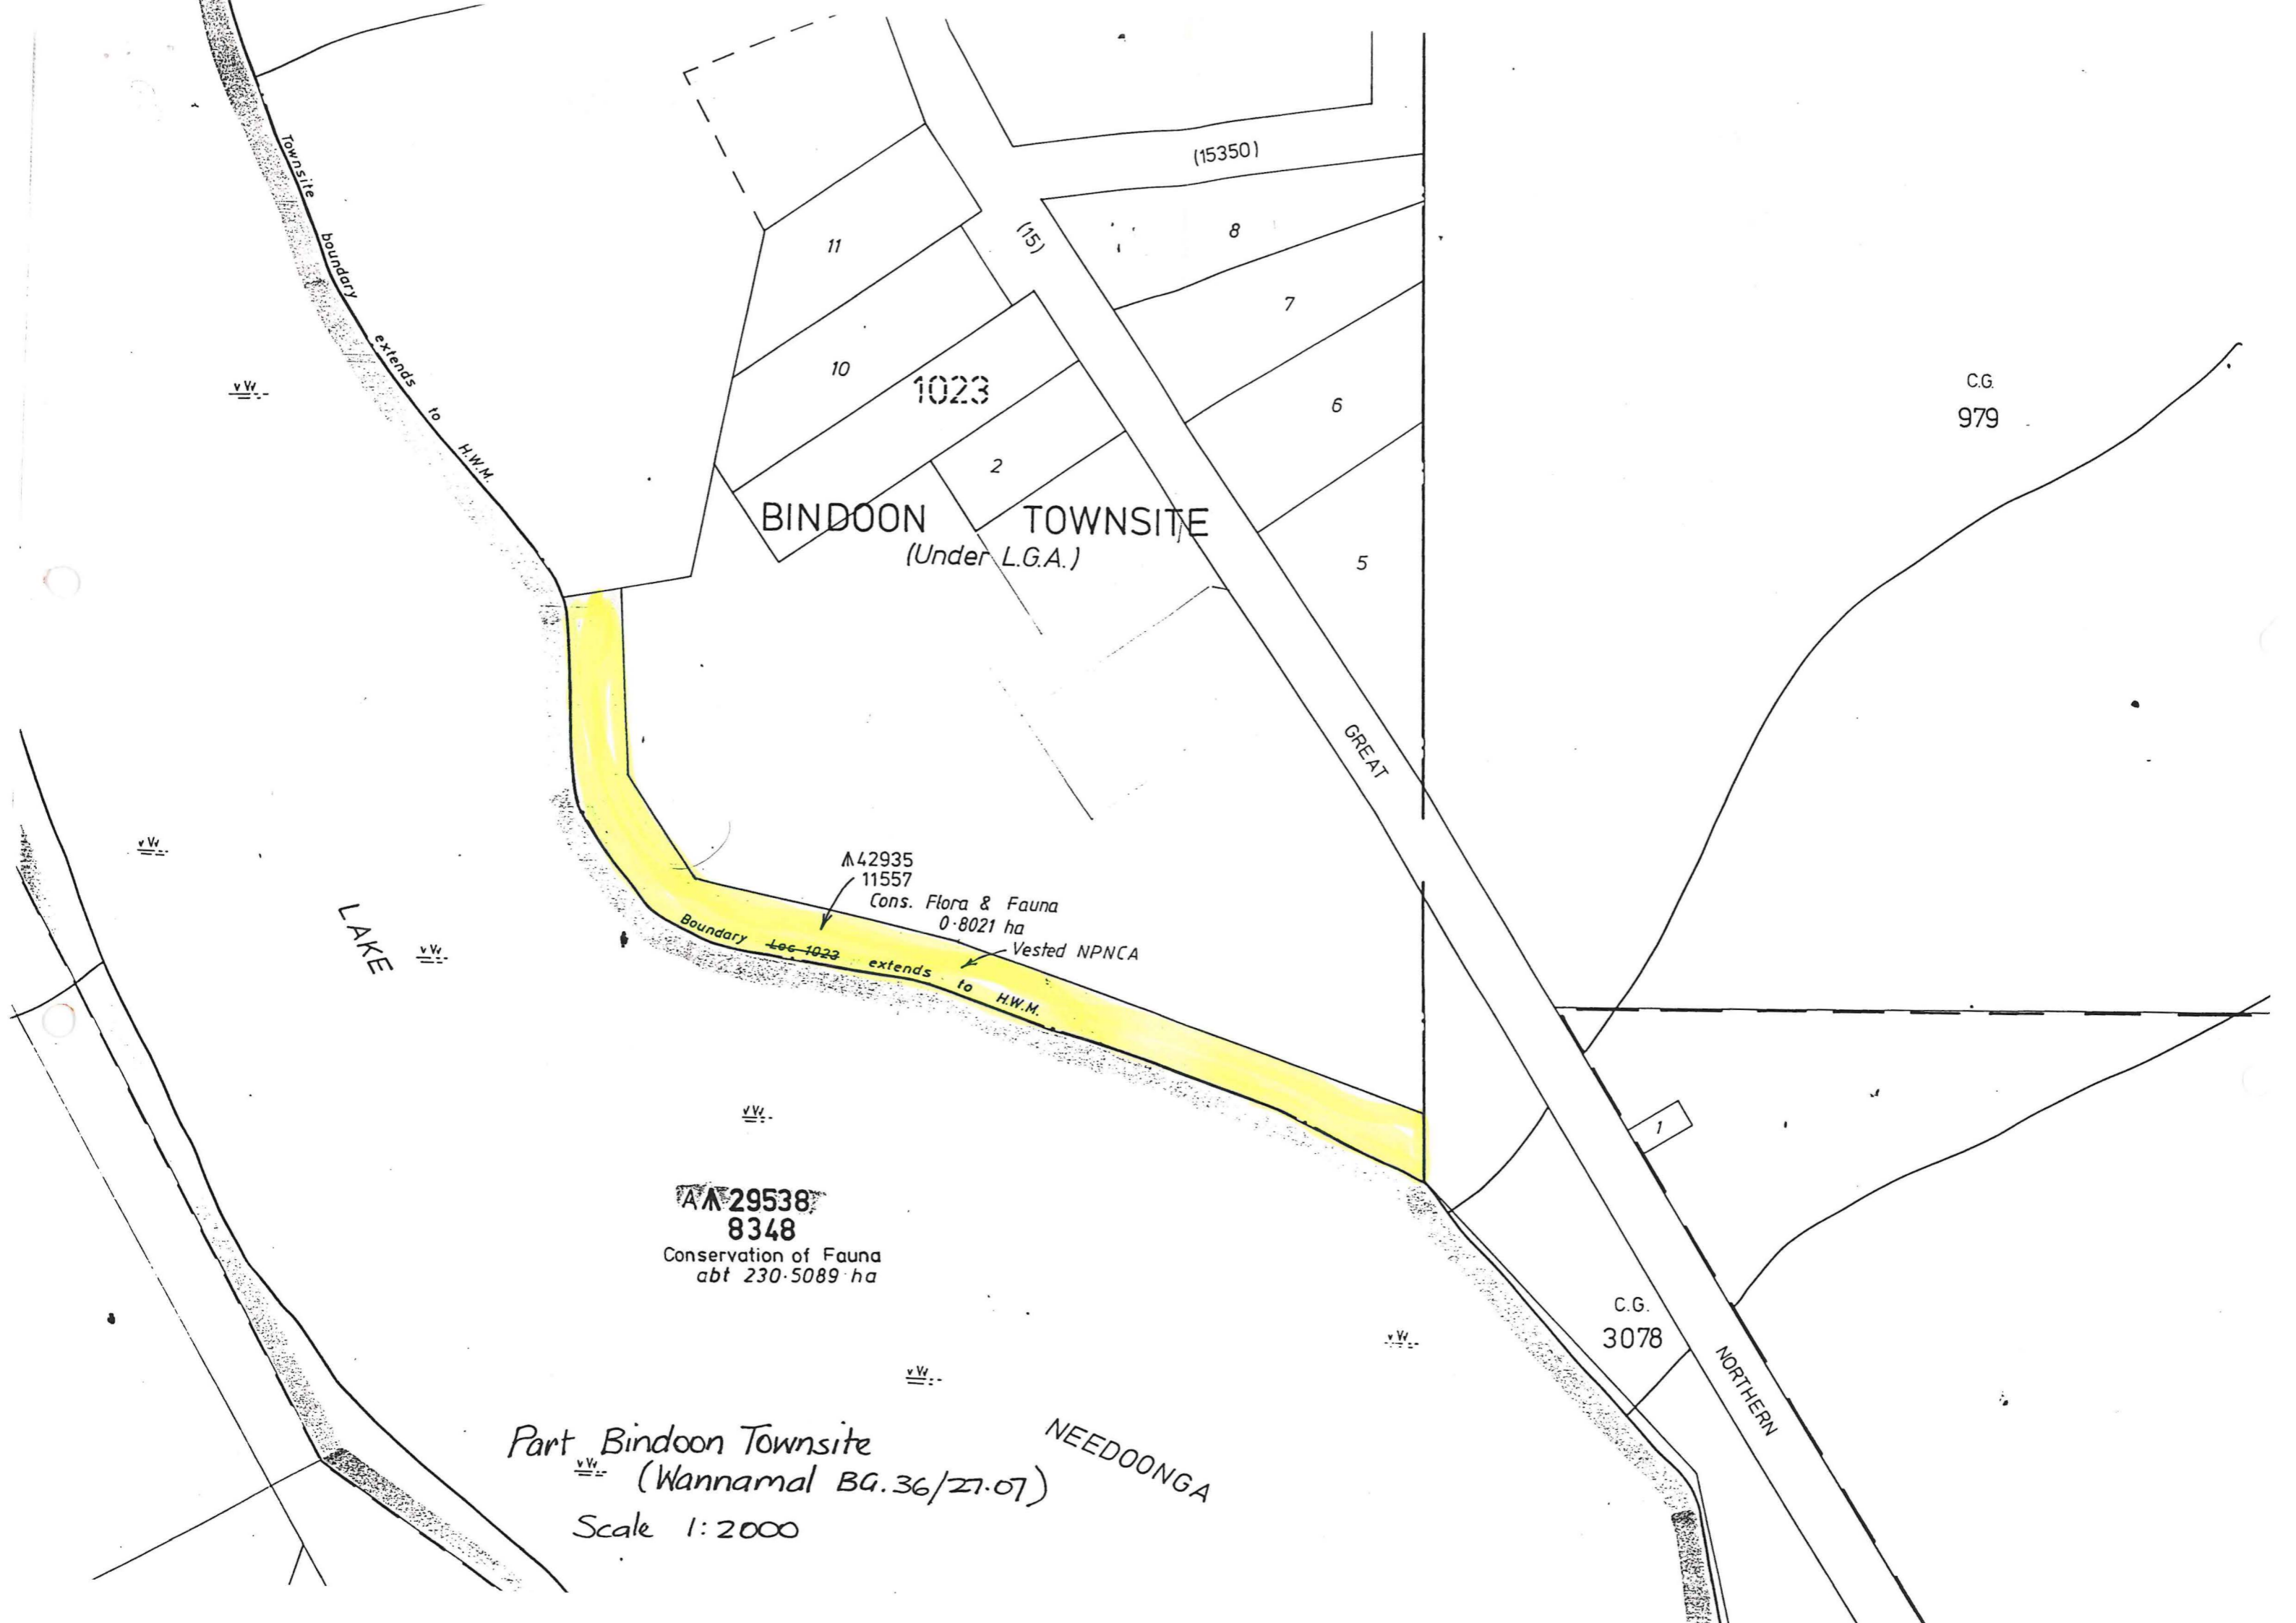 (15350)
Townsite boundary extends to H.W.M.
(15)
8
11
7
10
1023
6
2
C.G.
979
BINDOON TOWNSITE
(Under L.G.A.)
5
GREAT
42935
11557
Cons. Flora & Fauna
0·8021 ha
Vested NPNCA
Boundary Loc 1023 extends to H.W.M.
LAKE
1
A 29538
8348
Conservation of Fauna
abt 230·5089 ha
C.G.
3078
NORTHERN
NEEDOONGA
Part Bindoon Townsite
(Wannamal BG.36/27.07)
Scale 1:2000